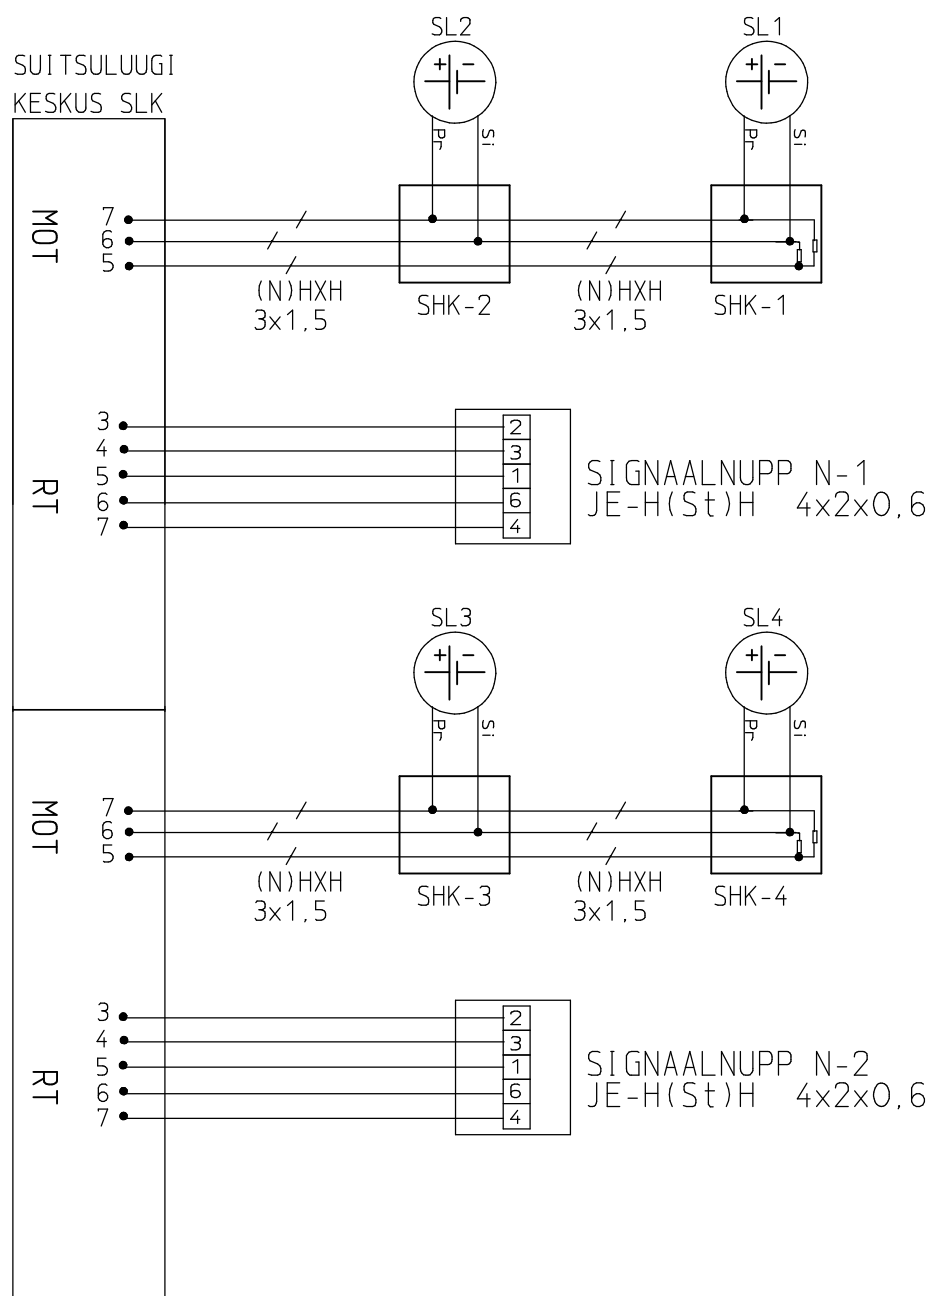 SL2
SL1
SUITSULUUGI
KESKUS SLK
+ –
+ –
Pr
Si
Pr
Si
MOT
7
6
5
(N)HXH
3x1,5
SHK-2
(N)HXH
3x1,5
SHK-1
RT
3
4
5
6
7
2
3
1
6
4
SIGNAALNUPP N-1
JE-H(St)H 4x2x0,6
SL3
SL4
+ –
+ –
Pr
Si
Pr
Si
MOT
7
6
5
(N)HXH
3x1,5
SHK-3
(N)HXH
3x1,5
SHK-4
RT
3
4
5
6
7
2
3
1
6
4
SIGNAALNUPP N-2
JE-H(St)H 4x2x0,6